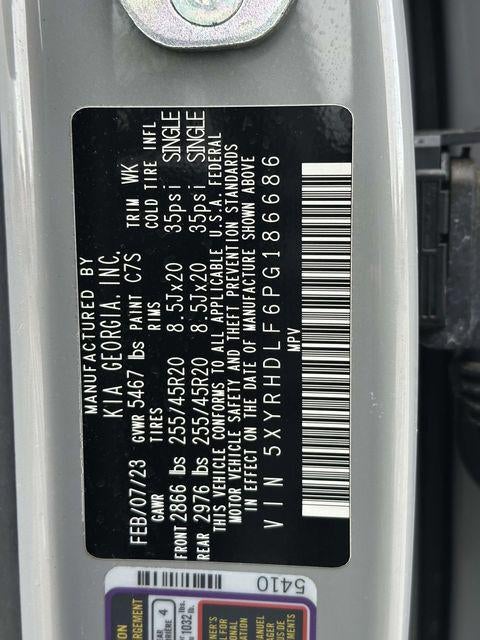 MANUFACTURED BY
KIA GEORGIA, INC.
FEB/07/23 GVWR 5467 lbs PAINT C7S TRIM WK
GAWR TIRES RIMS COLD TIRE INFL
FRONT 2866 lbs 255/45R20 8.5Jx20 35psi SINGLE
REAR 2976 lbs 255/45R20 8.5Jx20 35psi SINGLE
THIS VEHICLE CONFORMS TO ALL APPLICABLE U.S.A. FEDERAL
MOTOR VEHICLE SAFETY AND THEFT PREVENTION STANDARDS
IN EFFECT ON THE DATE OF MANUFACTURE SHOWN ABOVE.
VIN 5XYRHDLF6PG186686
MPV
5410
4
1032 lbs.